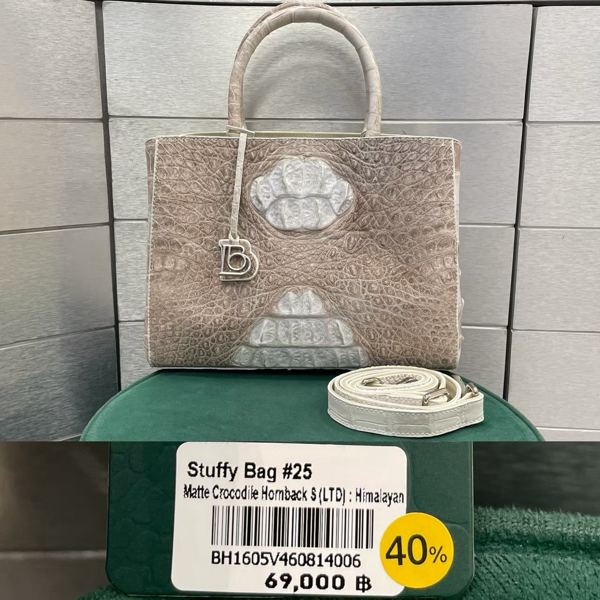 Stuffy Bag #25
Matte Crocodile Hornback S (LTD) : Himalayan
BH1605V460814006
69,000 ฿
40%